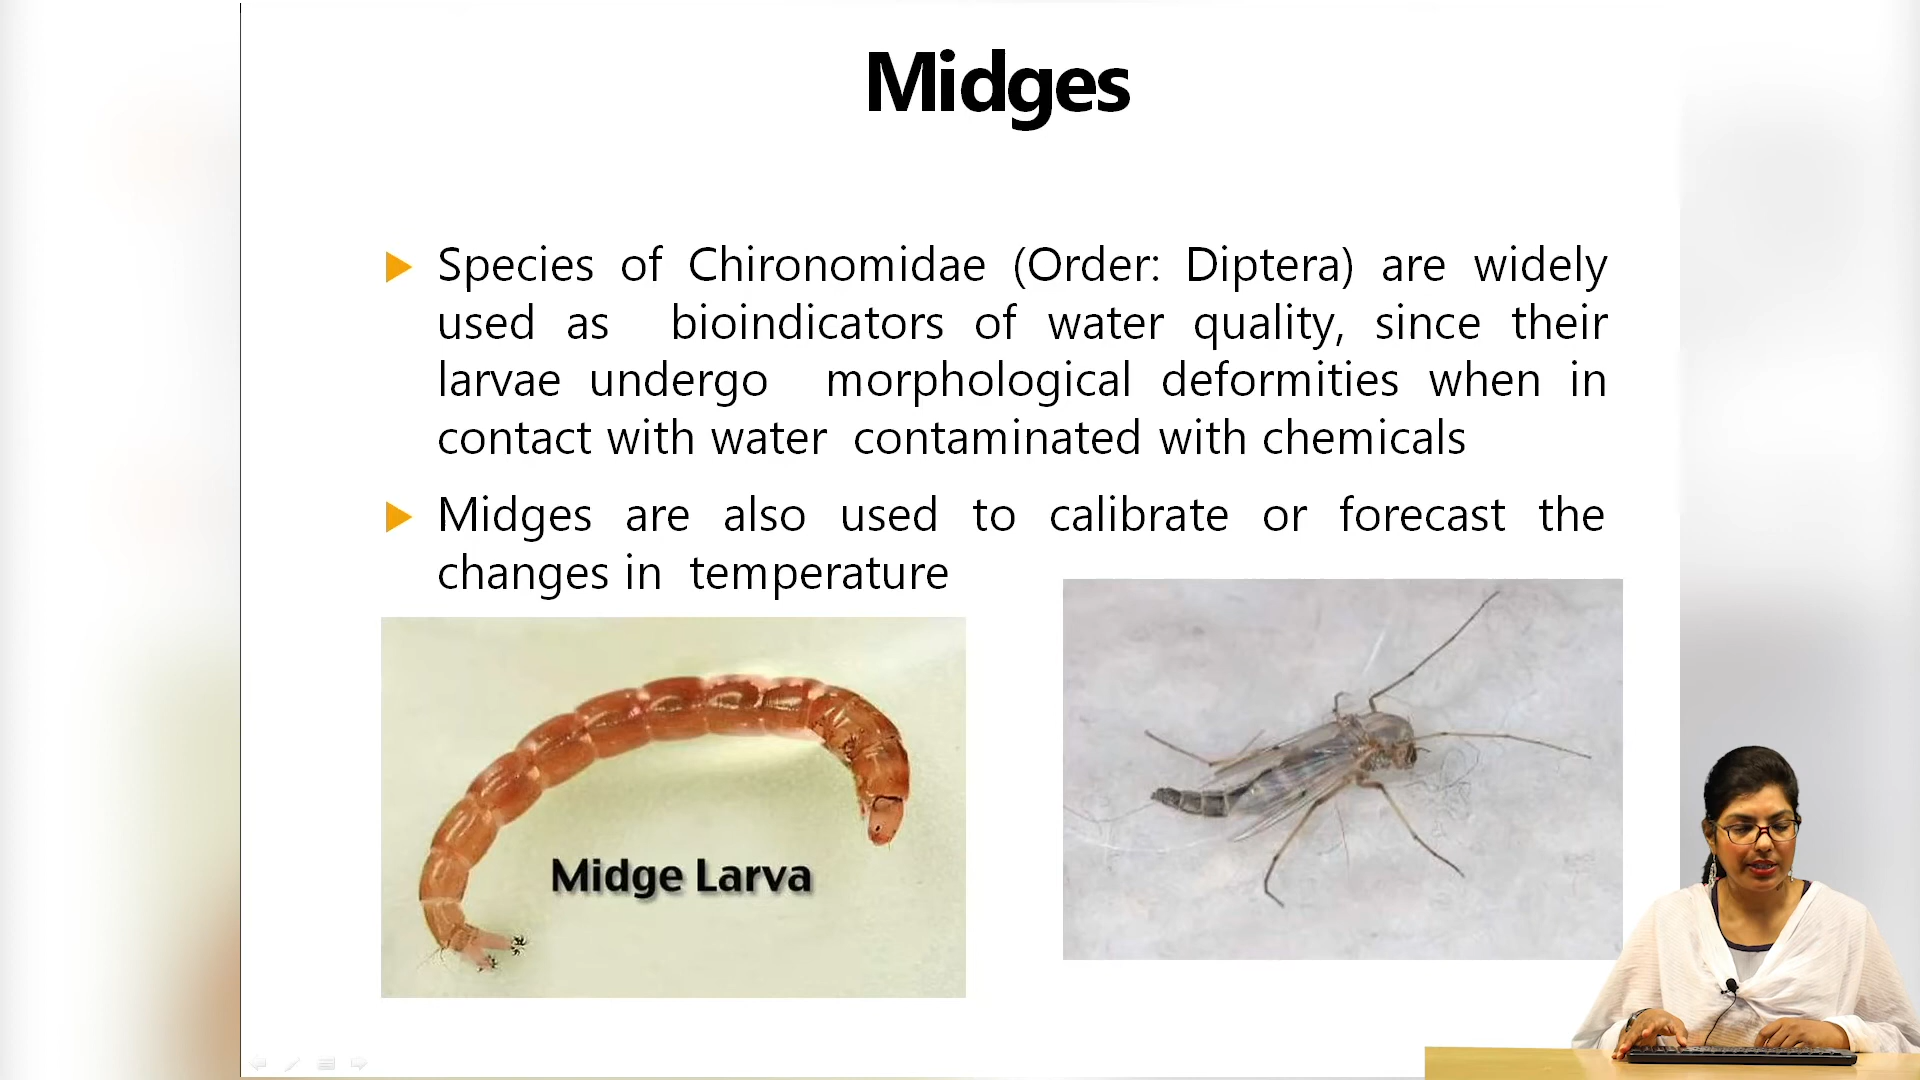 Midges
Species of Chironomidae (Order: Diptera) are widely
used as bioindicators of water quality, since their
larvae undergo morphological deformities when in
contact with water contaminated with chemicals
Midges are also used to calibrate or forecast the
changes in temperature
Midge Larva